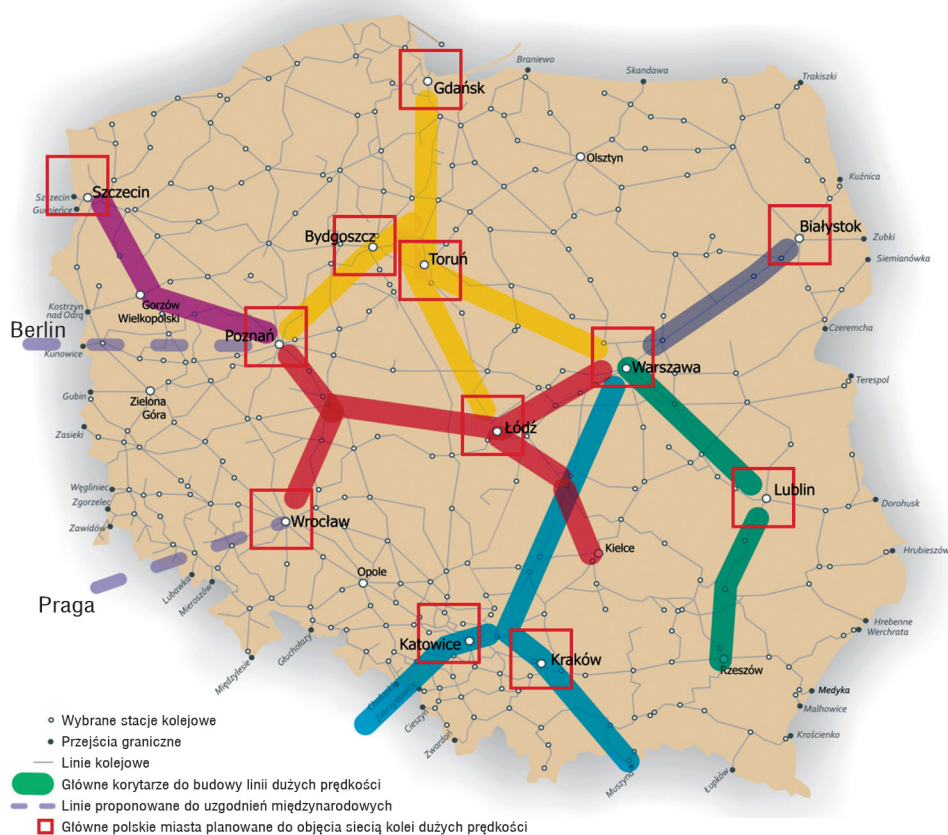 Gdańsk
Braniewo
Skandawa
Trakiszki
Olsztyn
Kuźnica
Szczecin
Szczecin
Gumieńce
Białystok
Zubki
Siemianówka
Bydgoszcz
Toruń
Gorzów
Wielkopolski
Kostrzyn
nad Odrą
Czeremcha
Berlin
Poznań
Kunowice
Warszawa
Terespol
Gubin
Zielona
Góra
Łódź
Zasieki
Węgliniec
Zgorzelec
Zawidów
Wrocław
Lublin
Dorohusk
Kielce
Hrubieszów
Opole
Lubawka
Mieroszów
Praga
Hrebenne
Werchrata
Głuchołazy
Międzylesie
Katowice
Kraków
Rzeszów
Chałupki
Zebrzydowice
Cieszyn
Zwardoń
Muszyna
Łupków
Medyka
Malhowice
Krościenko
Wybrane stacje kolejowe
Przejścia graniczne
Linie kolejowe
Główne korytarze do budowy linii dużych prędkości
Linie proponowane do uzgodnień międzynarodowych
Główne polskie miasta planowane do objęcia siecią kolei dużych prędkości